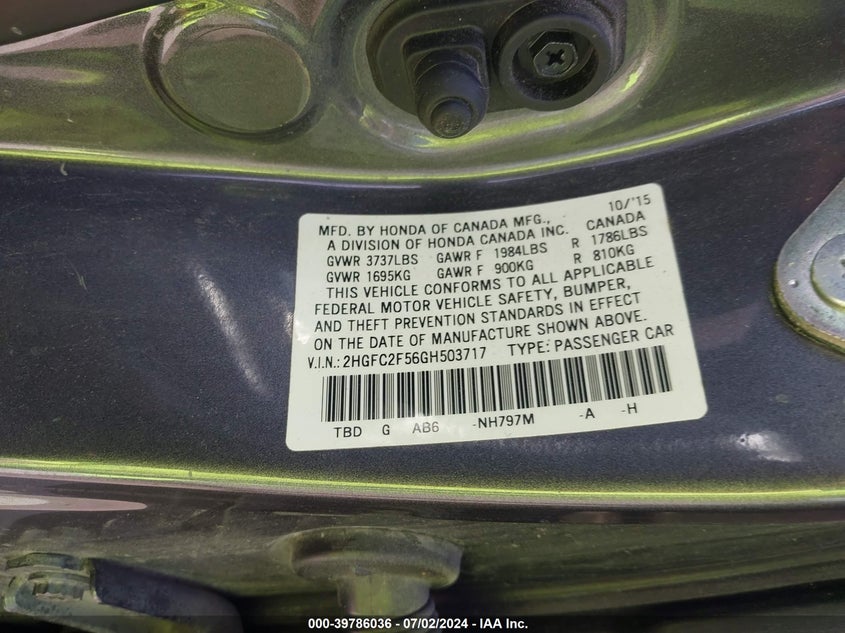 10/'15
MFD. BY HONDA OF CANADA MFG., CANADA
A DIVISION OF HONDA CANADA INC.
GVWR 3737LBS GAWR F 1984LBS R 1786LBS
GVWR 1695KG GAWR F 900KG R 810KG
THIS VEHICLE CONFORMS TO ALL APPLICABLE
FEDERAL MOTOR VEHICLE SAFETY, BUMPER,
AND THEFT PREVENTION STANDARDS IN EFFECT
ON THE DATE OF MANUFACTURE SHOWN ABOVE.
V.I.N.: 2HGFC2F56GH503717 TYPE: PASSENGER CAR
TBD G AB6 -NH797M -A -H
000-39786036 - 07/02/2024 - IAA Inc.